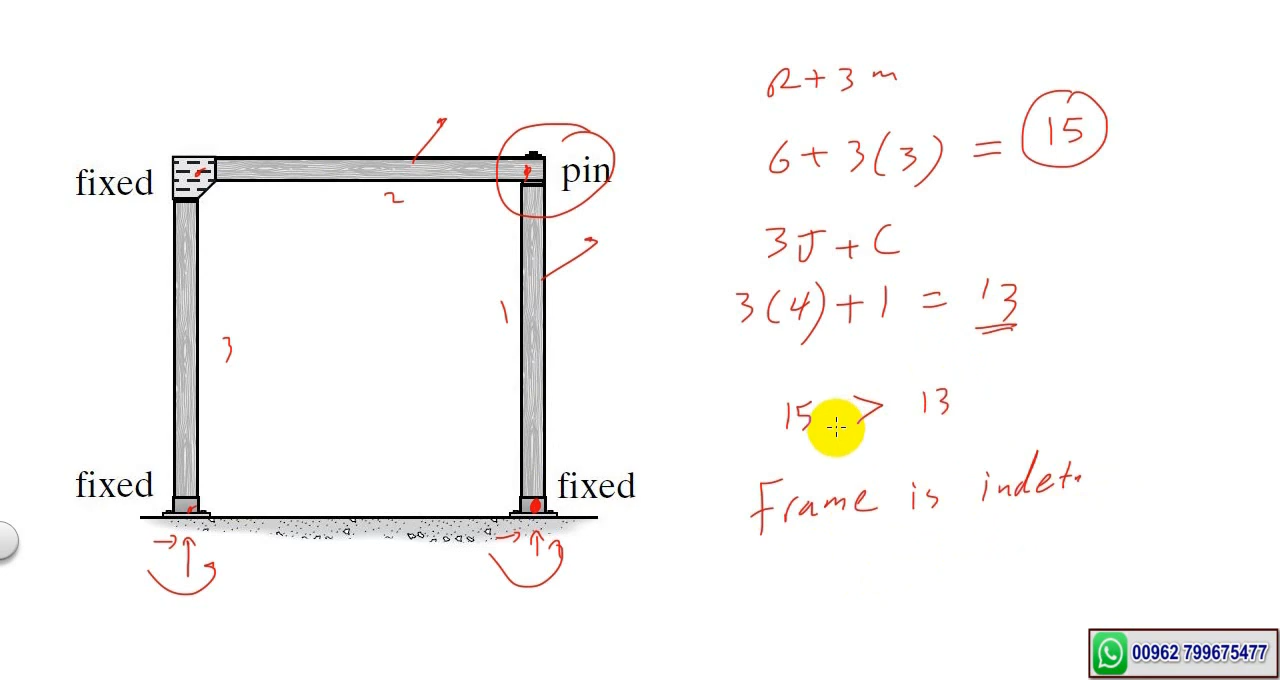 fixed
pin
2
1
3
fixed
fixed
R + 3 m
6 + 3(3) = 15
3J + C
3(4) + 1 = 13
15 > 13
Frame is indet.
00962 799675477